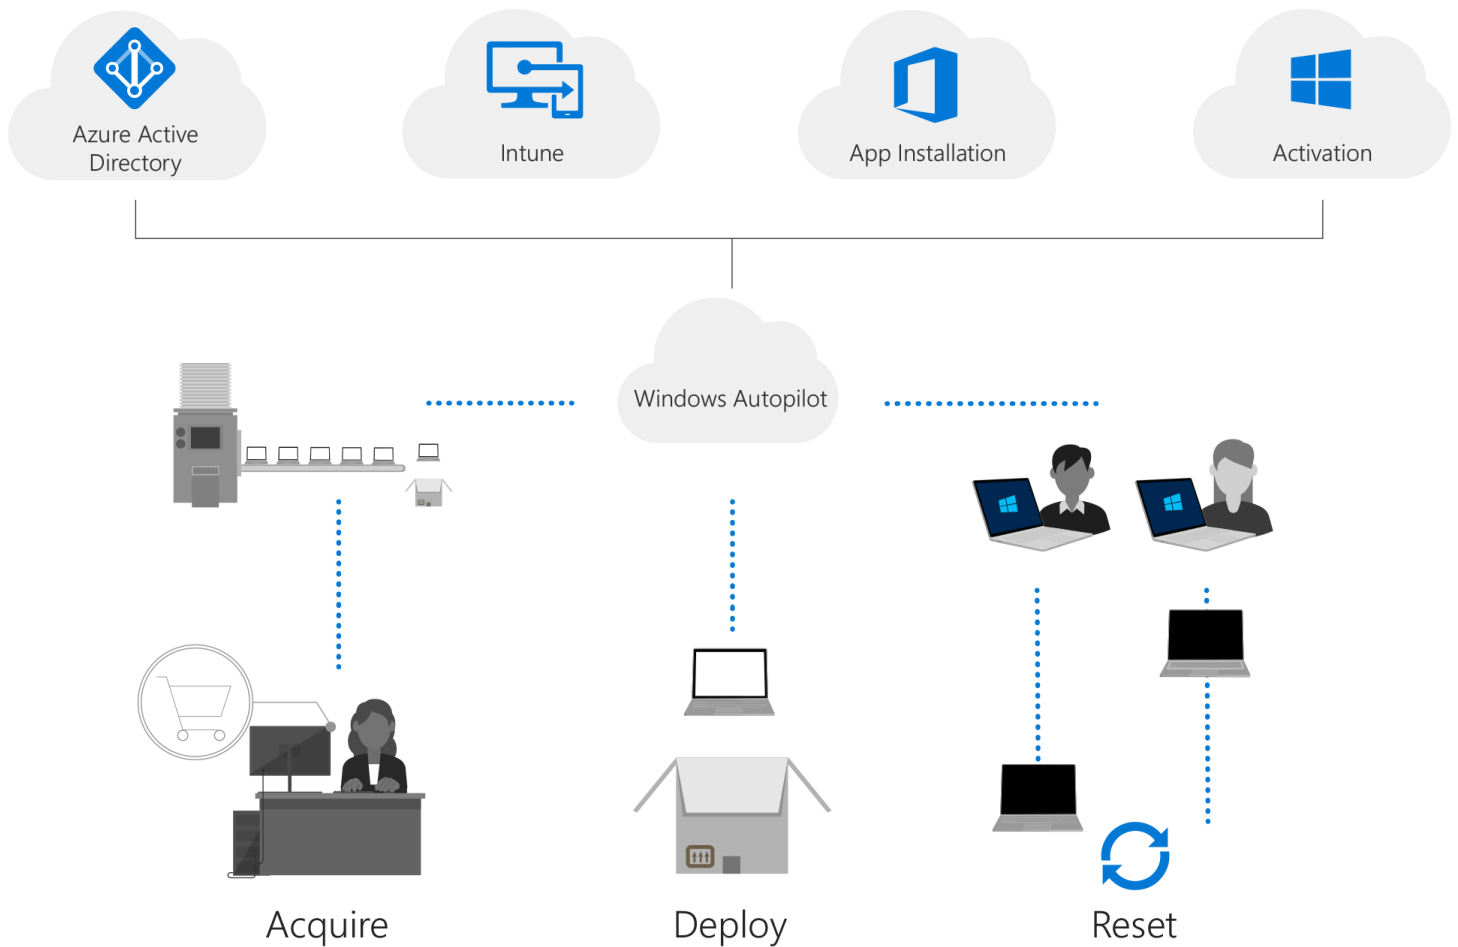 Azure Active
Directory
Intune
App Installation
Activation
Windows Autopilot
Acquire
Deploy
Reset